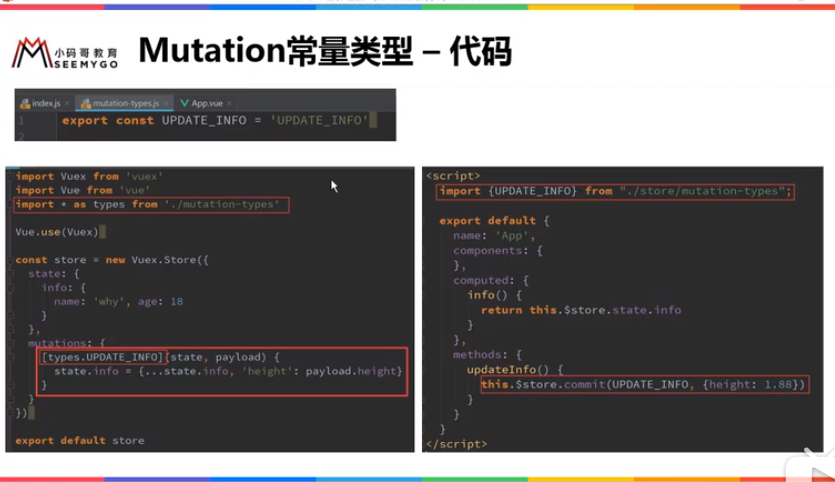 小码哥教育
SEEMYGO
Mutation常量类型 – 代码
index.js × mutation-types.js × App.vue ×
1 export const UPDATE_INFO = 'UPDATE_INFO'
2
import Vuex from 'vuex'
import Vue from 'vue'
import * as types from './mutation-types'
Vue.use(Vuex)
const store = new Vuex.Store({
state: {
info: {
name: 'why', age: 18
}
},
mutations: {
[types.UPDATE_INFO](state, payload) {
state.info = {...state.info, 'height': payload.height}
}
}
})
export default store
<script>
import {UPDATE_INFO} from "./store/mutation-types";
export default {
name: 'App',
components: {
},
computed: {
info() {
return this.$store.state.info
}
},
methods: {
updateInfo() {
this.$store.commit(UPDATE_INFO, {height: 1.88})
}
}
}
</script>